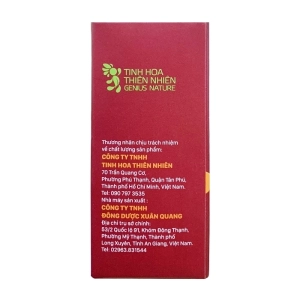 TINH HOA
THIÊN NHIÊN
GENIUS NATURE
Thương nhân chịu trách nhiệm
về chất lượng sản phẩm:
CÔNG TY TNHH
TINH HOA THIÊN NHIÊN
70 Trần Quang Cơ,
Phường Phú Thạnh, Quận Tân Phú,
Thành phố Hồ Chí Minh, Việt Nam.
Tel: 090 797 3535
Nhà máy sản xuất :
CÔNG TY TNHH
ĐÔNG DƯỢC XUÂN QUANG
Địa chỉ trụ sở chính:
53/2 Quốc lộ 91, Khóm Đông Thạnh,
Phường Mỹ Thạnh, Thành phố
Long Xuyên, Tỉnh An Giang, Việt Nam.
Tel: 02963.831544